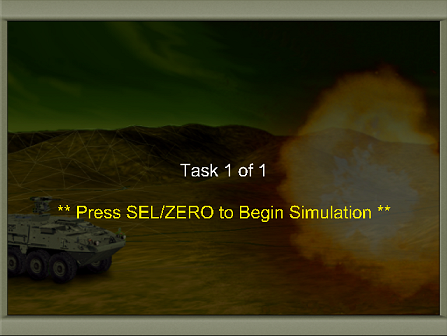 Task 1 of 1
** Press SEL/ZERO to Begin Simulation **